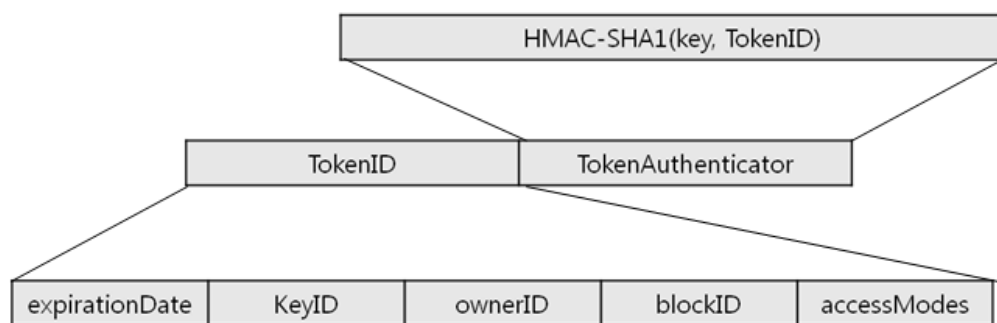 HMAC-SHA1(key, TokenID)
TokenID TokenAuthenticator
expirationDate KeyID ownerID blockID accessModes